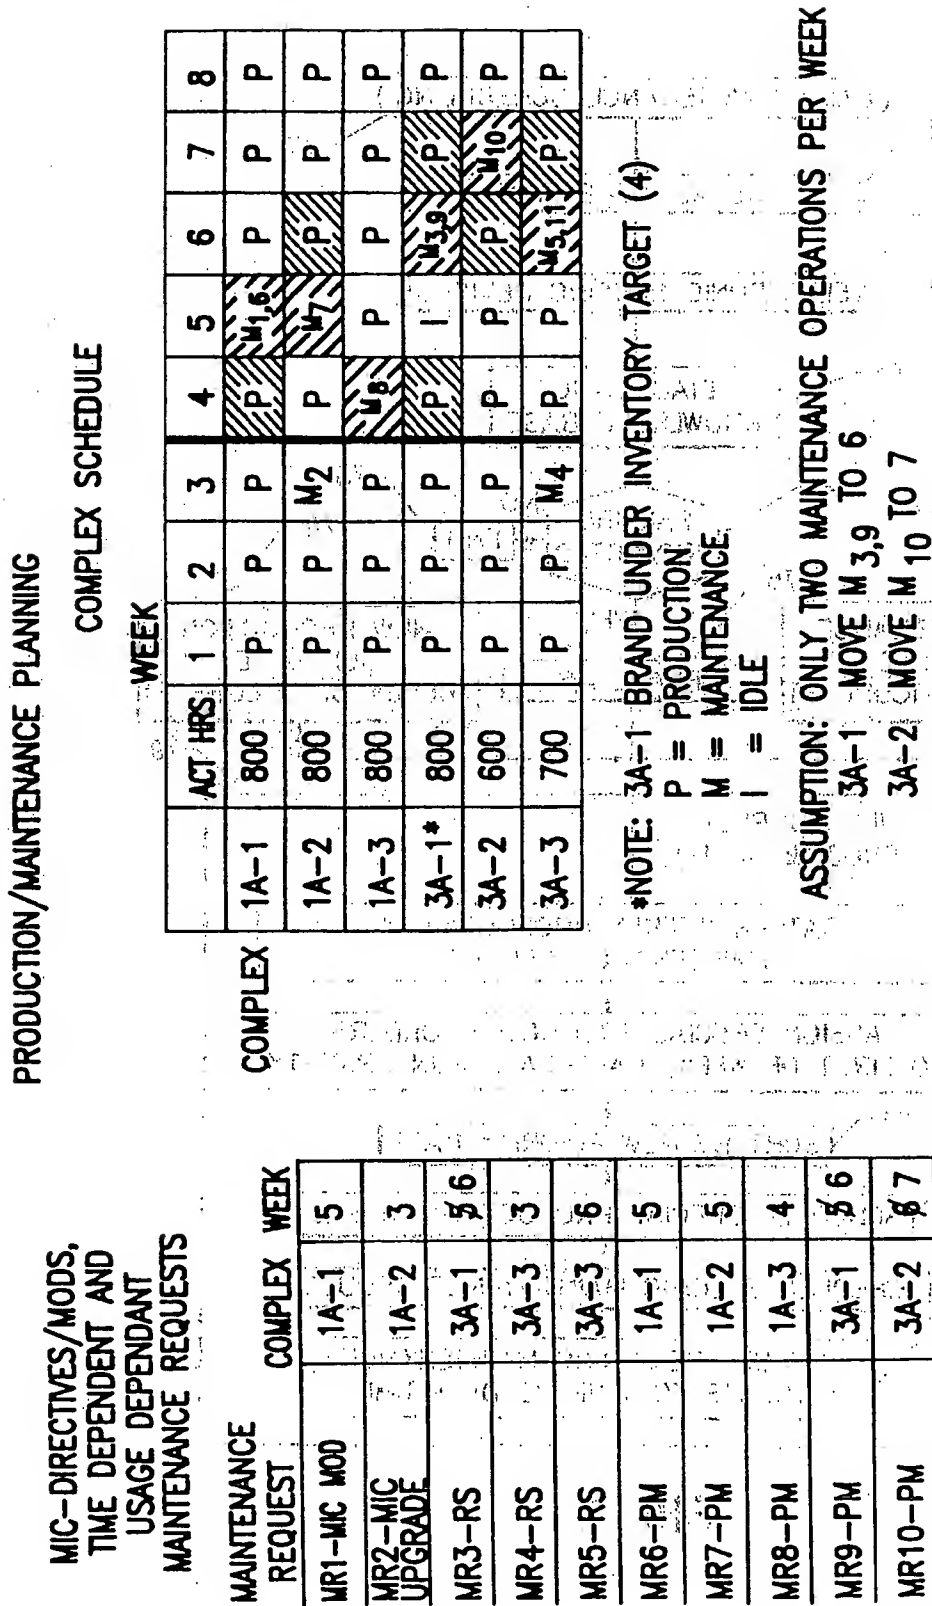 PRODUCTION/MAINTENANCE PLANNING
MIC-DIRECTIVES/MODS,
TIME DEPENDENT AND
USAGE DEPENDANT
MAINTENANCE REQUESTS
MAINTENANCE REQUEST COMPLEX WEEK
MR1-MIC MOD 1A-1 5
MR2-MIC UPGRADE 1A-2 3
MR3-RS 3A-1 5 6
MR4-RS 3A-3 3
MR5-RS 3A-3 6
MR6-PM 1A-1 5
MR7-PM 1A-2 5
MR8-PM 1A-3 4
MR9-PM 3A-1 5 6
MR10-PM 3A-2 6 7
COMPLEX SCHEDULE
WEEK
ACT HRS 1 2 3 4 5 6 7 8
COMPLEX
1A-1 800 P P P P M1,6 P P P
1A-2 800 P P M2 P M7 P P P
1A-3 800 P P P M8 P P P P
3A-1* 800 P P P P I M3,9 P P
3A-2 600 P P P P P P M10 P
3A-3 700 P P M4 P P M5,11 P P
*NOTE: 3A-1 BRAND UNDER INVENTORY TARGET (4)
P = PRODUCTION
M = MAINTENANCE
I = IDLE
ASSUMPTION: ONLY TWO MAINTENANCE OPERATIONS PER WEEK
3A-1 MOVE M 3,9 TO 6
3A-2 MOVE M 10 TO 7